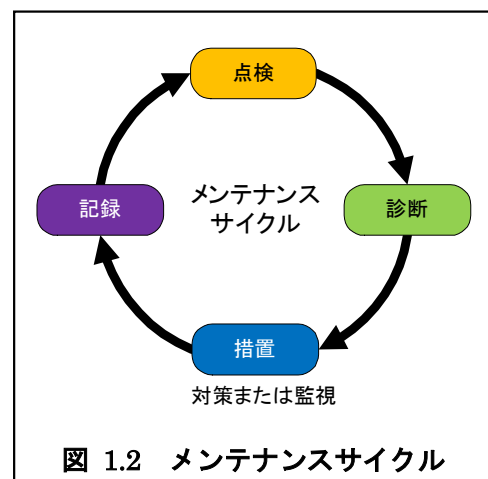 点検
記録
メンテナンス
サイクル
診断
措置
対策または監視
図 1.2 メンテナンスサイクル